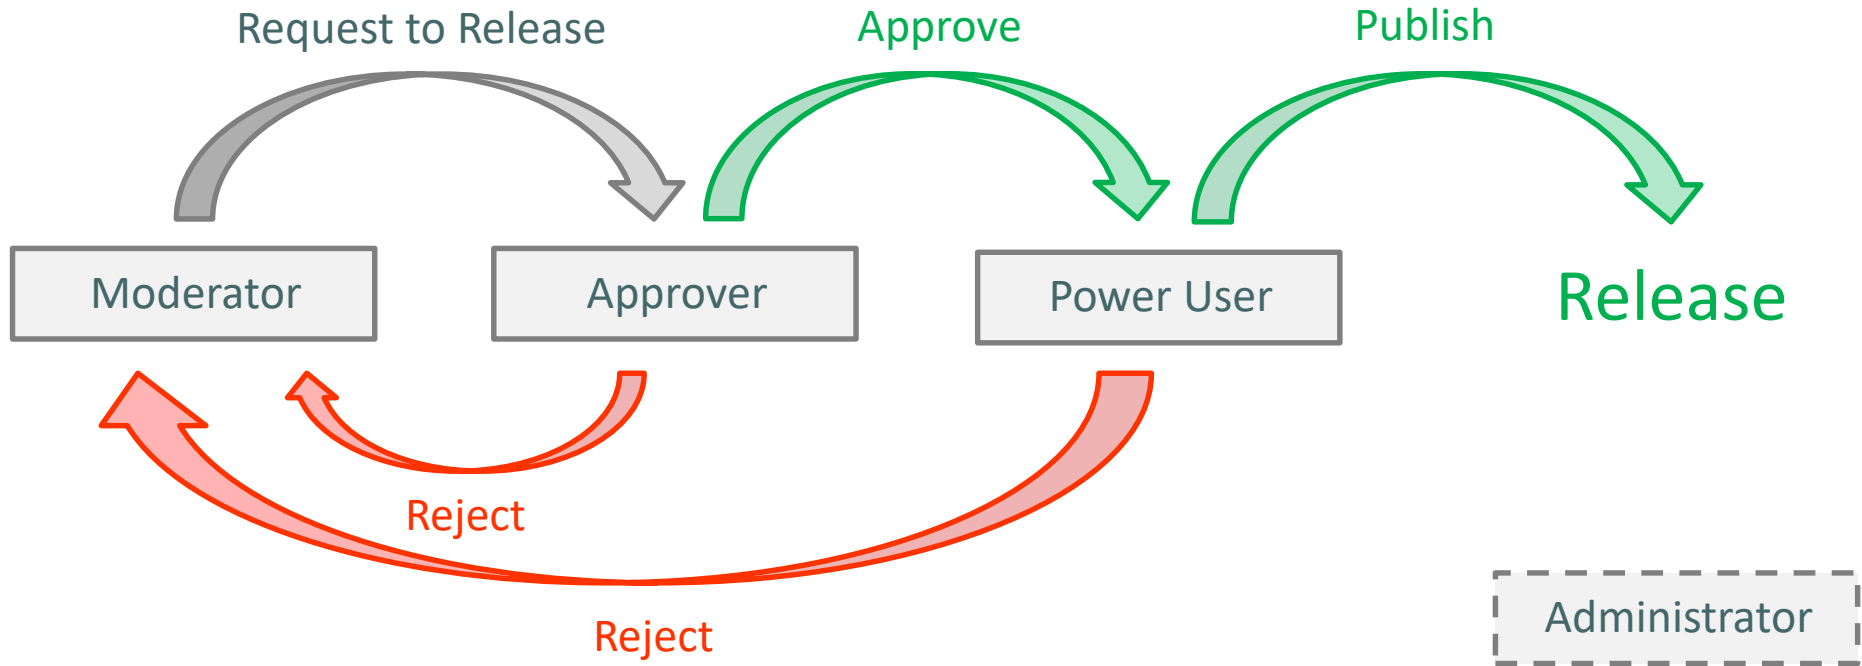 Request to Release
Approve
Publish
Moderator
Approver
Power User
Release
Reject
Reject
Administrator